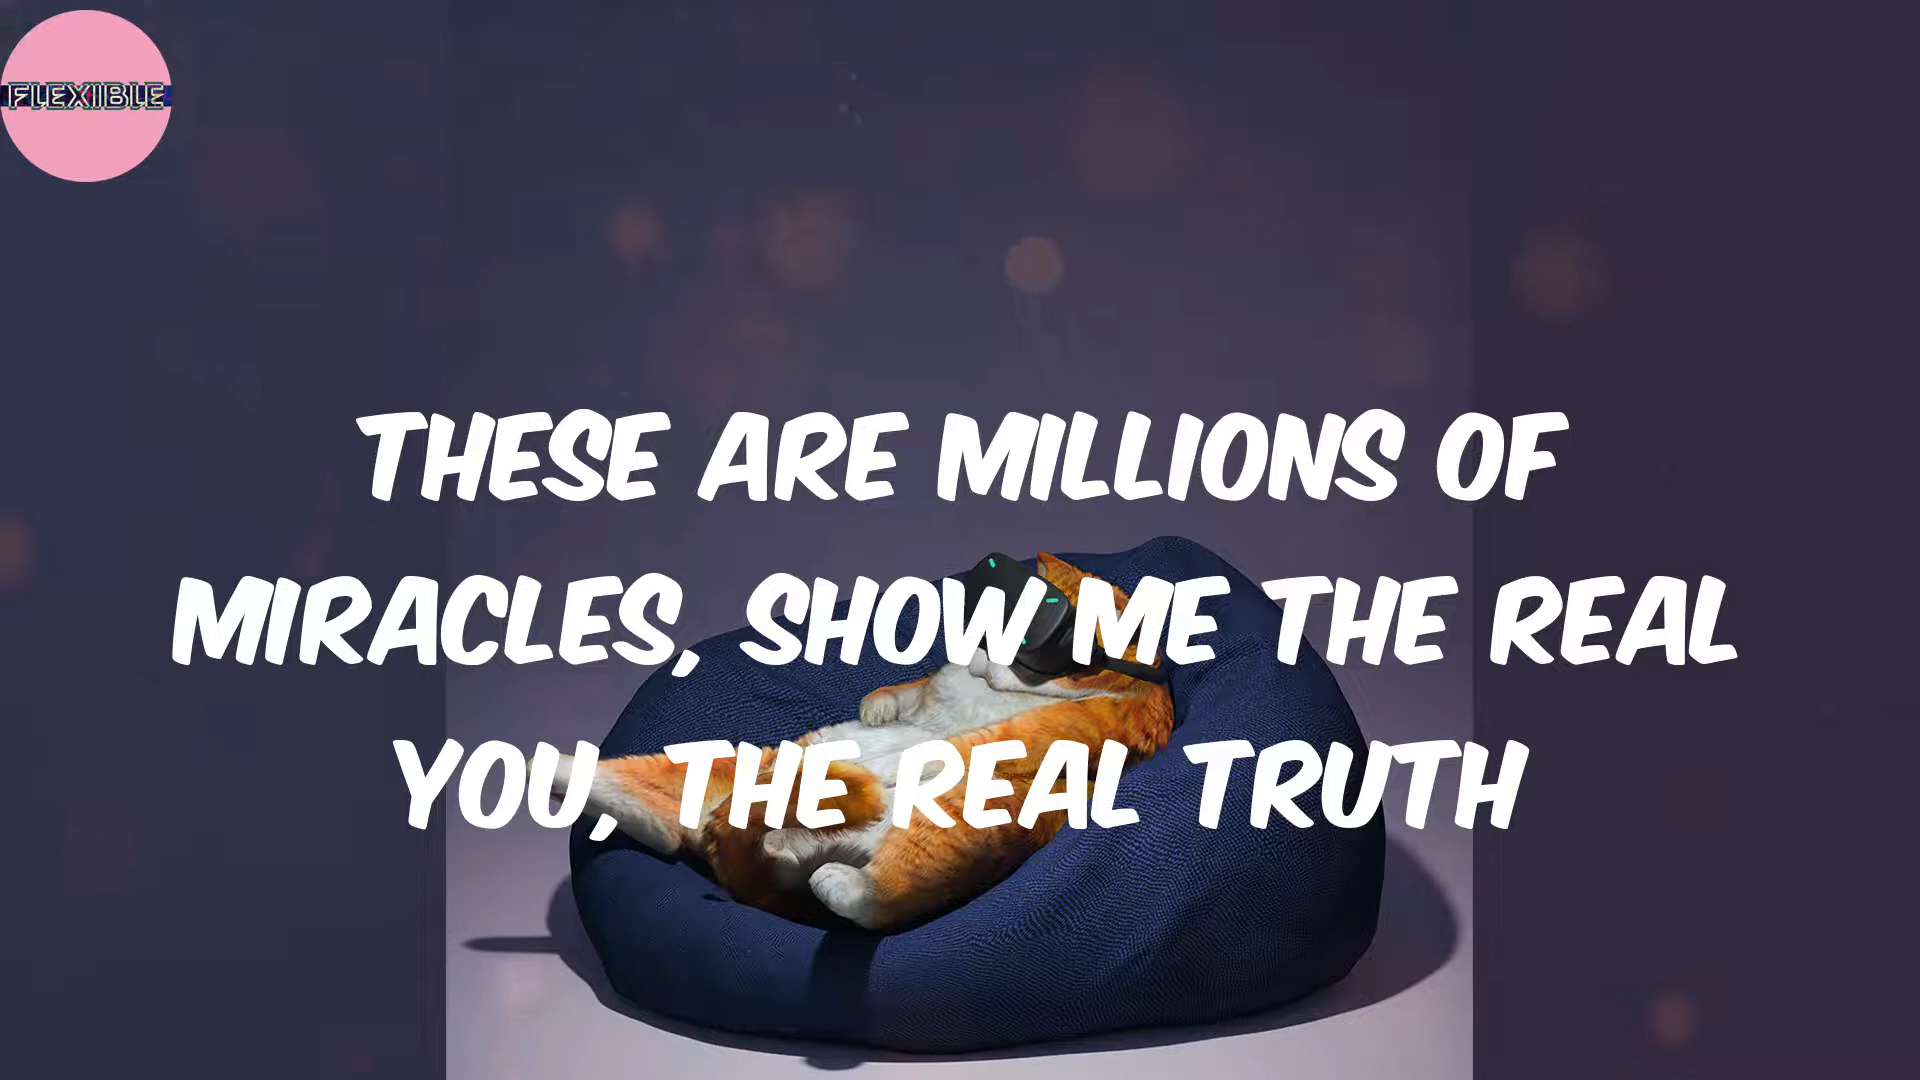 FLEXIBLE
THESE ARE MILLIONS OF
MIRACLES, SHOW ME THE REAL
YOU, THE REAL TRUTH